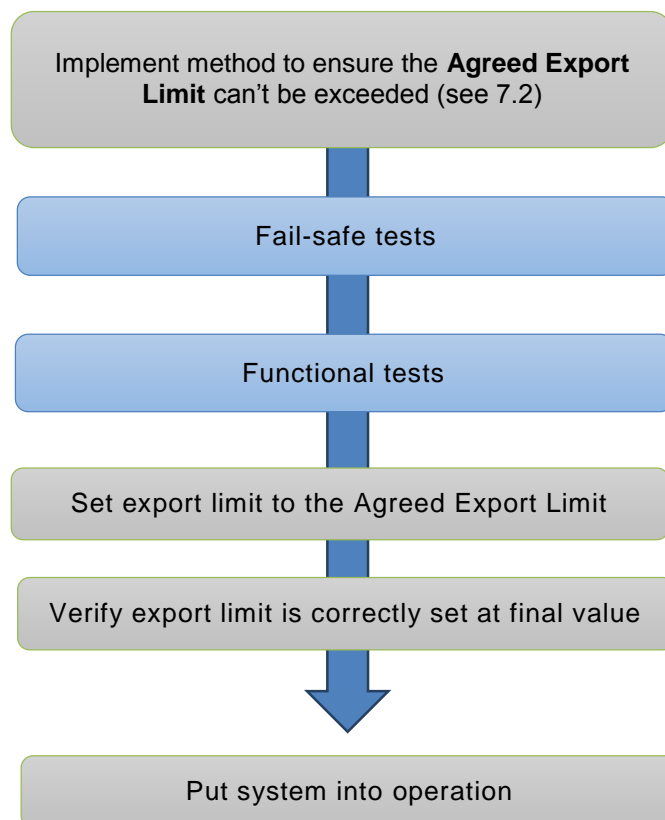 Implement method to ensure the Agreed Export
Limit can’t be exceeded (see 7.2)
Fail-safe tests
Functional tests
Set export limit to the Agreed Export Limit
Verify export limit is correctly set at final value
Put system into operation